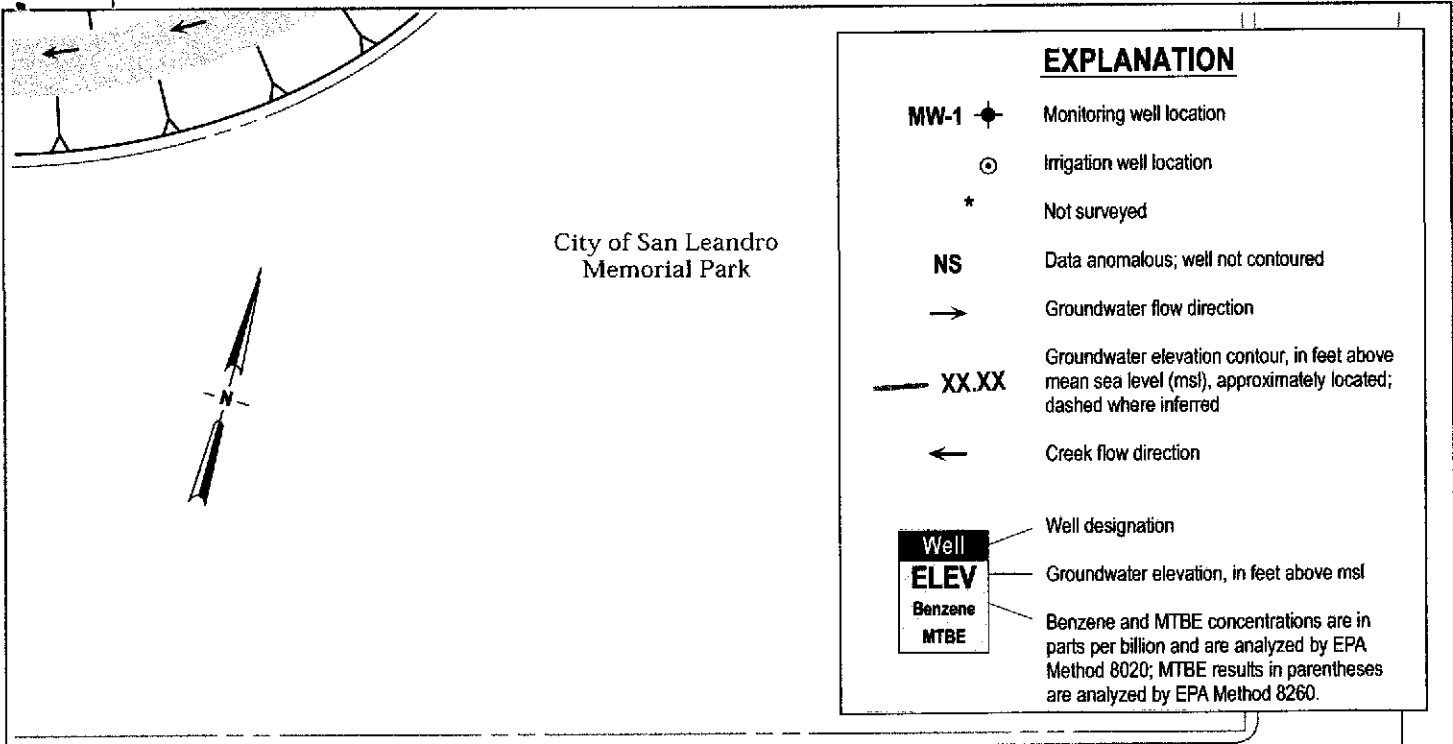 City of San Leandro
Memorial Park
N
EXPLANATION
MW-1 Monitoring well location
Irrigation well location
* Not surveyed
NS Data anomalous; well not contoured
Groundwater flow direction
XX.XX Groundwater elevation contour, in feet above
mean sea level (msl), approximately located;
dashed where inferred
Creek flow direction
Well Well designation
ELEV Groundwater elevation, in feet above msl
Benzene
MTBE
Benzene and MTBE concentrations are in
parts per billion and are analyzed by EPA
Method 8020; MTBE results in parentheses
are analyzed by EPA Method 8260.